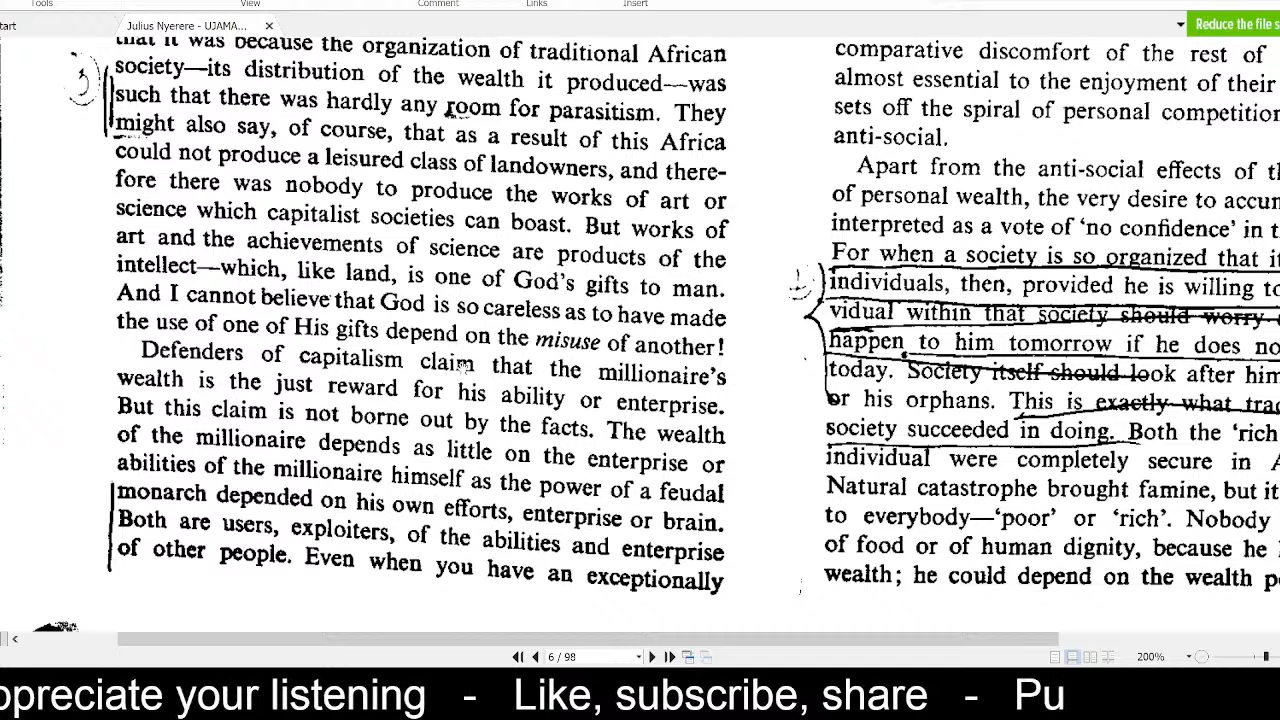 Tools
View
Comment
Links
Insert
tart
Julius Nyerere - UJAMA...
Reduce the file s
that it was because the organization of traditional African
society—its distribution of the wealth it produced—was
such that there was hardly any room for parasitism. They
might also say, of course, that as a result of this Africa
could not produce a leisured class of landowners, and there-
fore there was nobody to produce the works of art or
science which capitalist societies can boast. But works of
art and the achievements of science are products of the
intellect—which, like land, is one of God's gifts to man.
And I cannot believe that God is so careless as to have made
the use of one of His gifts depend on the misuse of another!
Defenders of capitalism claim that the millionaire's
wealth is the just reward for his ability or enterprise.
But this claim is not borne out by the facts. The wealth
of the millionaire depends as little on the enterprise or
abilities of the millionaire himself as the power of a feudal
monarch depended on his own efforts, enterprise or brain.
Both are users, exploiters, of the abilities and enterprise
of other people. Even when you have an exceptionally
3
comparative discomfort of the rest of
almost essential to the enjoyment of their
sets off the spiral of personal competition
anti-social.
Apart from the anti-social effects of th
of personal wealth, the very desire to accum
interpreted as a vote of 'no confidence' in t
For when a society is so organized that it
individuals, then, provided he is willing to
vidual within that society should worry
happen to him tomorrow if he does no
today. Society itself should look after him
or his orphans. This is exactly what trad
society succeeded in doing. Both the 'rich
individual were completely secure in A
Natural catastrophe brought famine, but it
to everybody—'poor' or 'rich'. Nobody
of food or of human dignity, because he
wealth; he could depend on the wealth po
6 / 98
200%
ppreciate your listening - Like, subscribe, share - Pu